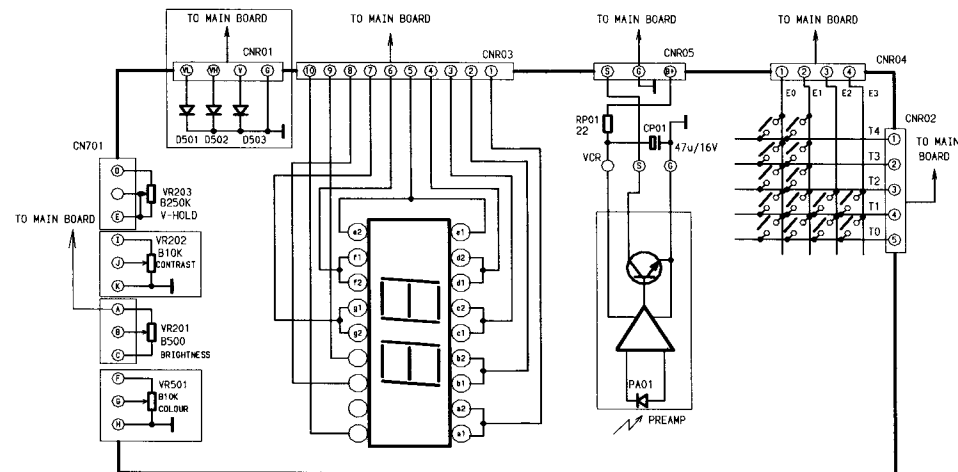 TO MAIN BOARD
CNR01
VL VH V G
D501 D502 D503
TO MAIN BOARD
CNR03
10 9 8 7 6 5 4 3 2 1
TO MAIN BOARD
CNR05
S G B+
RP01
22
CP01
47u/16V
VCR
S G
TO MAIN BOARD
CNR04
1 2 3 4
E0 E1 E2 E3
CNR02
T4
1
T3
2
T2
3
T1
4
T0
5
TO MAIN
BOARD
CN701
D
E
VR203
B250K
V-HOLD
TO MAIN BOARD
I
J
K
VR202
B10K
CONTRAST
A
B
C
VR201
B500
BRIGHTNESS
F
G
H
VR501
B10K
COLOUR
e2
f1
f2
g1
g2
e1
d2
d1
c2
c1
b2
b1
a2
a1
PA01
PREAMP